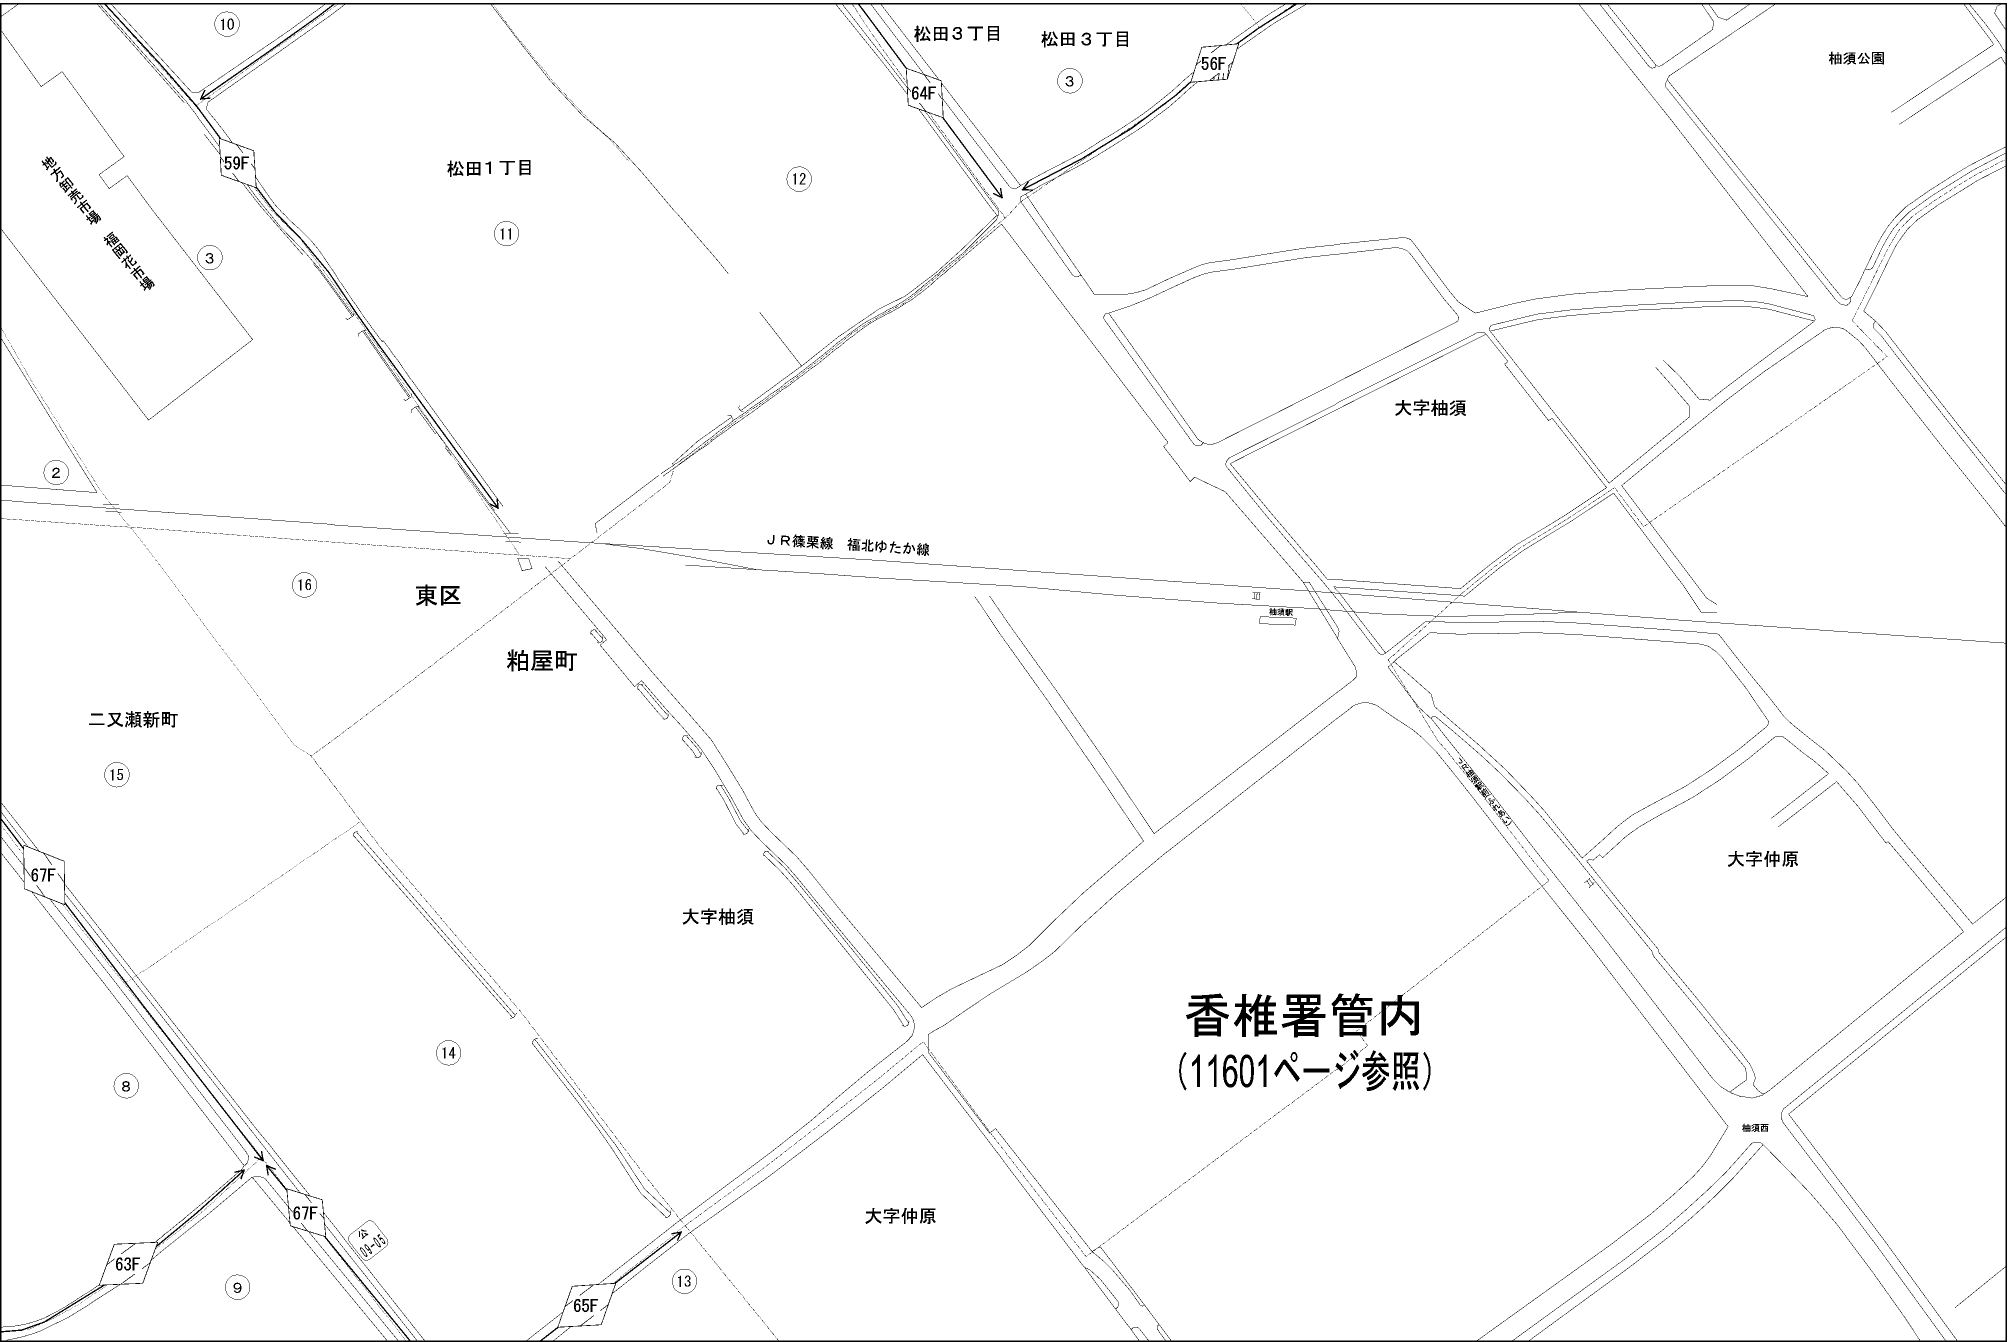 ⑩
松田３丁目
松田３丁目
56F
柚須公園
③
64F
59F
松田１丁目
⑫
地方卸売市場　福岡花市場
⑪
③
大字柚須
②
ＪＲ篠栗線　福北ゆたか線
⑯
東区
柚須駅
粕屋町
二又瀬新町
⑮
大字仲原
67F
大字柚須
香椎署管内
（11601ページ参照）
⑭
⑧
柚須西
67F
大字仲原
公
09-05
63F
⑬
⑨
65F